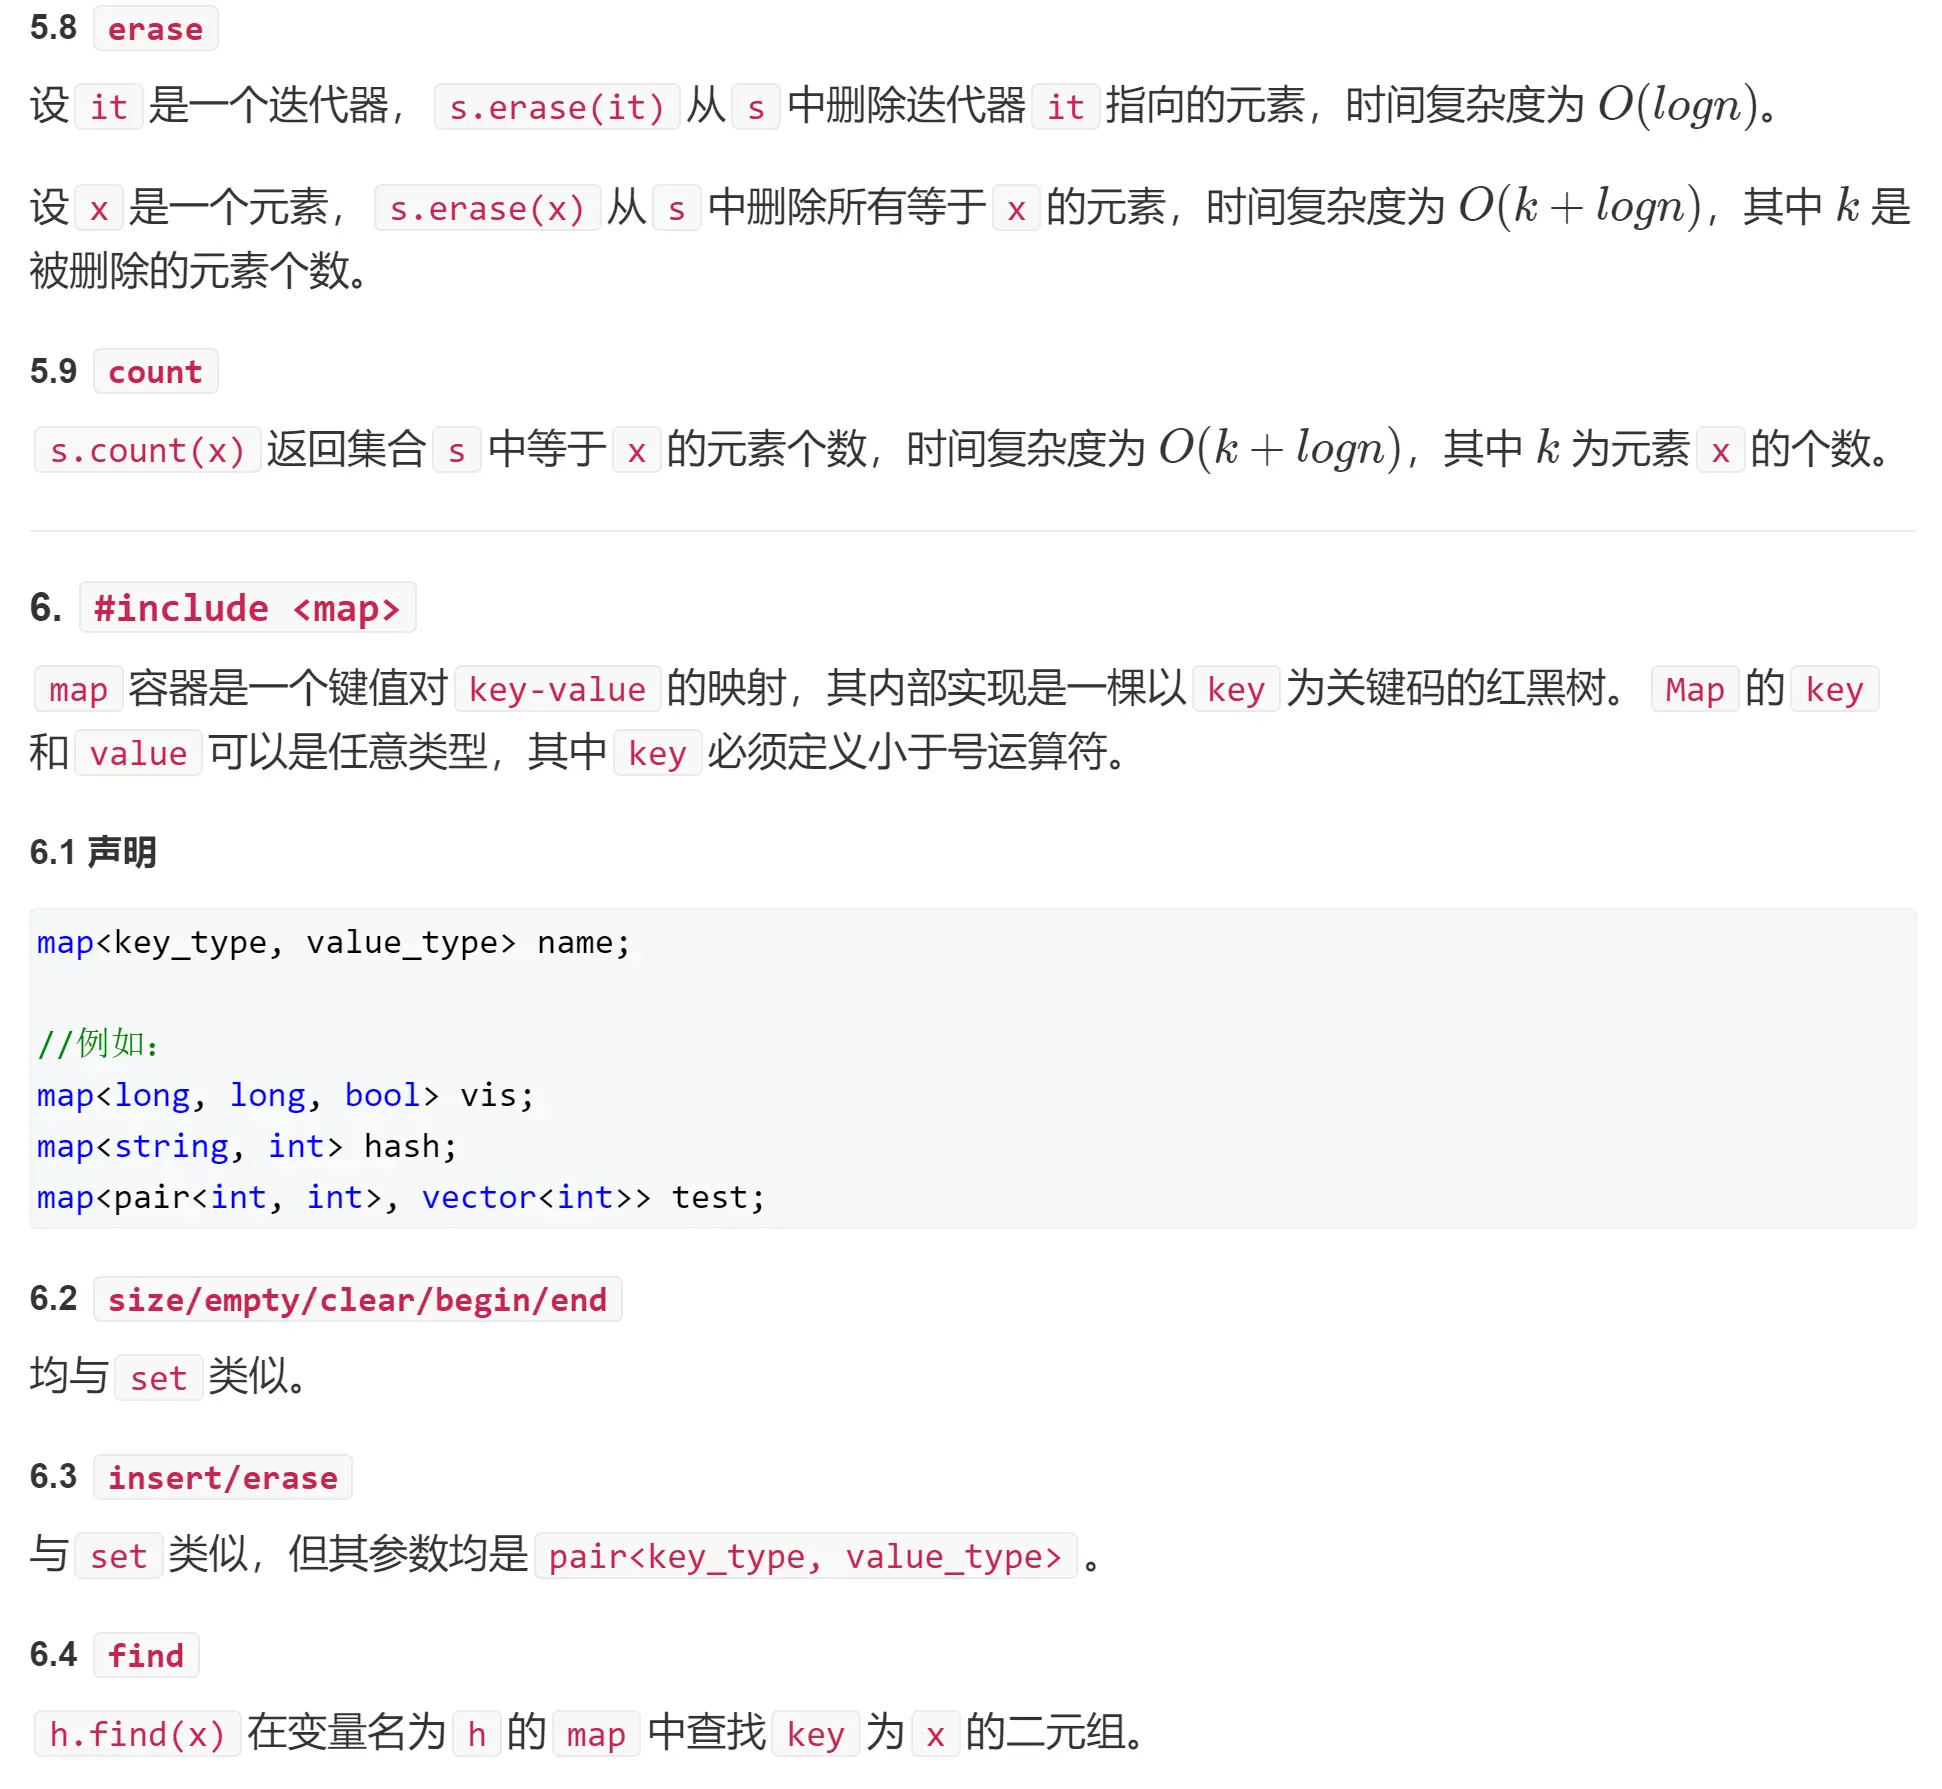 5.8 erase
设 it 是一个迭代器， s.erase(it) 从 s 中删除迭代器 it 指向的元素，时间复杂度为 O(logn)。
设 x 是一个元素， s.erase(x) 从 s 中删除所有等于 x 的元素，时间复杂度为 O(k + logn)，其中 k 是
被删除的元素个数。
5.9 count
s.count(x) 返回集合 s 中等于 x 的元素个数，时间复杂度为 O(k + logn)，其中 k 为元素 x 的个数。
6. #include <map>
map 容器是一个键值对 key-value 的映射，其内部实现是一棵以 key 为关键码的红黑树。 Map 的 key
和 value 可以是任意类型，其中 key 必须定义小于号运算符。
6.1 声明
map<key_type, value_type> name;
//例如：
map<long, long, bool> vis;
map<string, int> hash;
map<pair<int, int>, vector<int>> test;
6.2 size/empty/clear/begin/end
均与 set 类似。
6.3 insert/erase
与 set 类似，但其参数均是 pair<key_type, value_type> 。
6.4 find
h.find(x) 在变量名为 h 的 map 中查找 key 为 x 的二元组。